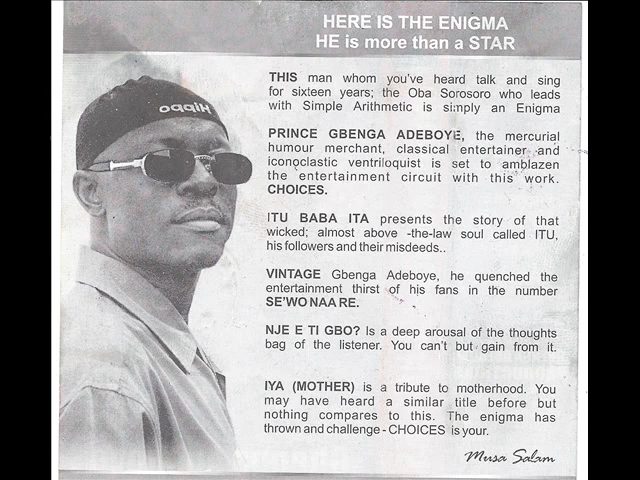 HERE IS THE ENIGMA
HE is more than a STAR
Hippo
THIS man whom you've heard talk and sing
for sixteen years; the Oba Sorosoro who leads
with Simple Arithmetic is simply an Enigma
PRINCE GBENGA ADEBOYE, the mercurial
humour merchant, classical entertainer and
iconoclastic ventriloquist is set to amblazen
the entertainment circuit with this work.
CHOICES.
ITU BABA ITA presents the story of that
wicked; almost above -the-law soul called ITU,
his followers and their misdeeds..
VINTAGE Gbenga Adeboye, he quenched the
entertainment thirst of his fans in the number
SE'WO NAA RE.
NJE E TI GBO? Is a deep arousal of the thoughts
bag of the listener. You can't but gain from it.
IYA (MOTHER) is a tribute to motherhood. You
may have heard a similar title before but
nothing compares to this. The enigma has
thrown and challenge - CHOICES is your.
Musa Salam